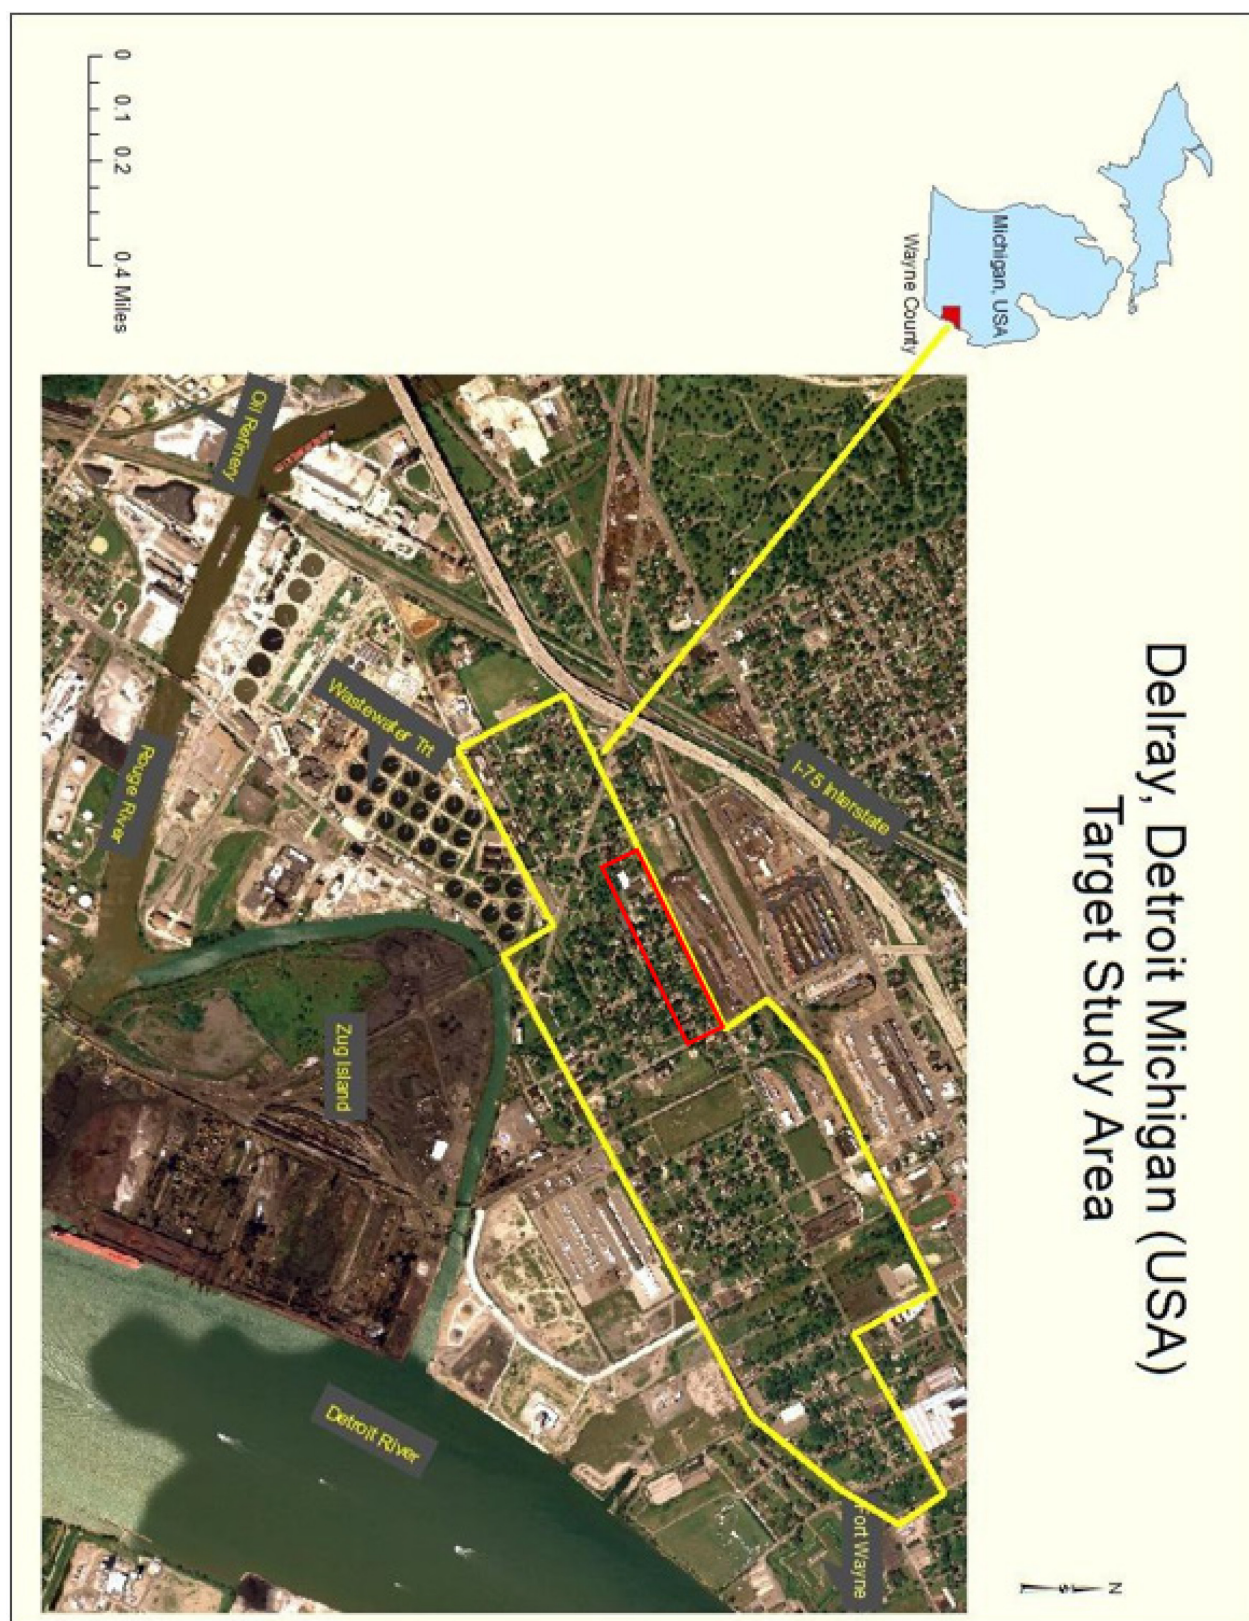 Delray, Detroit Michigan (USA)
Target Study Area
Michigan, USA
Wayne County
I-75 Interstate
Fort Wayne
Wastewater Trt
Oil Refinery
Rouge River
Zug Island
Detroit River
0 0.1 0.2 0.4 Miles
N
S